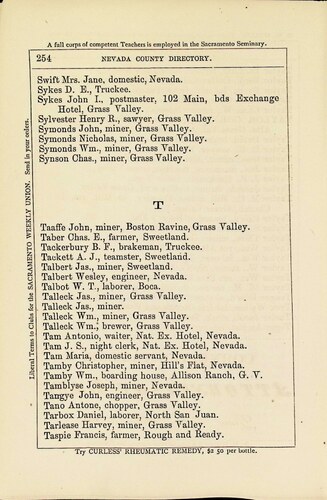 A full corps of competent Teachers is employed in the Sacramento Seminary.
254 NEVADA COUNTY DIRECTORY.
Swift Mrs. Jane, domestic, Nevada.
Sykes D. E., Truckee.
Sykes John I., postmaster, 102 Main, bds Exchange
Hotel, Grass Valley.
Sylvester Henry R., sawyer, Grass Valley.
Symonds John, miner, Grass Valley.
Symonds Nicholas, miner, Grass Valley.
Symonds Wm., miner, Grass Valley.
Synson Chas., miner, Grass Valley.
T
Taaffe John, miner, Boston Ravine, Grass Valley.
Taber Chas. E., farmer, Sweetland.
Tackerbury B. F., brakeman, Truckee.
Tackett A. J., teamster, Sweetland.
Talbert Jas., miner, Sweetland.
Talbert Wesley, engineer, Nevada.
Talbot W. T., laborer, Boca.
Talleck Jas., miner, Grass Valley.
Talleck Jas., miner.
Talleck Wm., miner, Grass Valley.
Talleck Wm., brewer, Grass Valley.
Tam Antonio, waiter, Nat. Ex. Hotel, Nevada.
Tam J. S., night clerk, Nat. Ex. Hotel, Nevada.
Tam Maria, domestic servant, Nevada.
Tamby Christopher, miner, Hill's Flat, Nevada.
Tamby Wm., boarding house, Allison Ranch, G. V.
Tamblyse Joseph, miner, Nevada.
Tangye John, engineer, Grass Valley.
Tano Antone, chopper, Grass Valley.
Tarbox Daniel, laborer, North San Juan.
Tarlease Harvey, miner, Grass Valley.
Taspie Francis, farmer, Rough and Ready.
Try CURLESS' RHEUMATIC REMEDY, $2 50 per bottle.
Liberal Terms to Clubs for the SACRAMENTO WEEKLY UNION. Send in your orders.